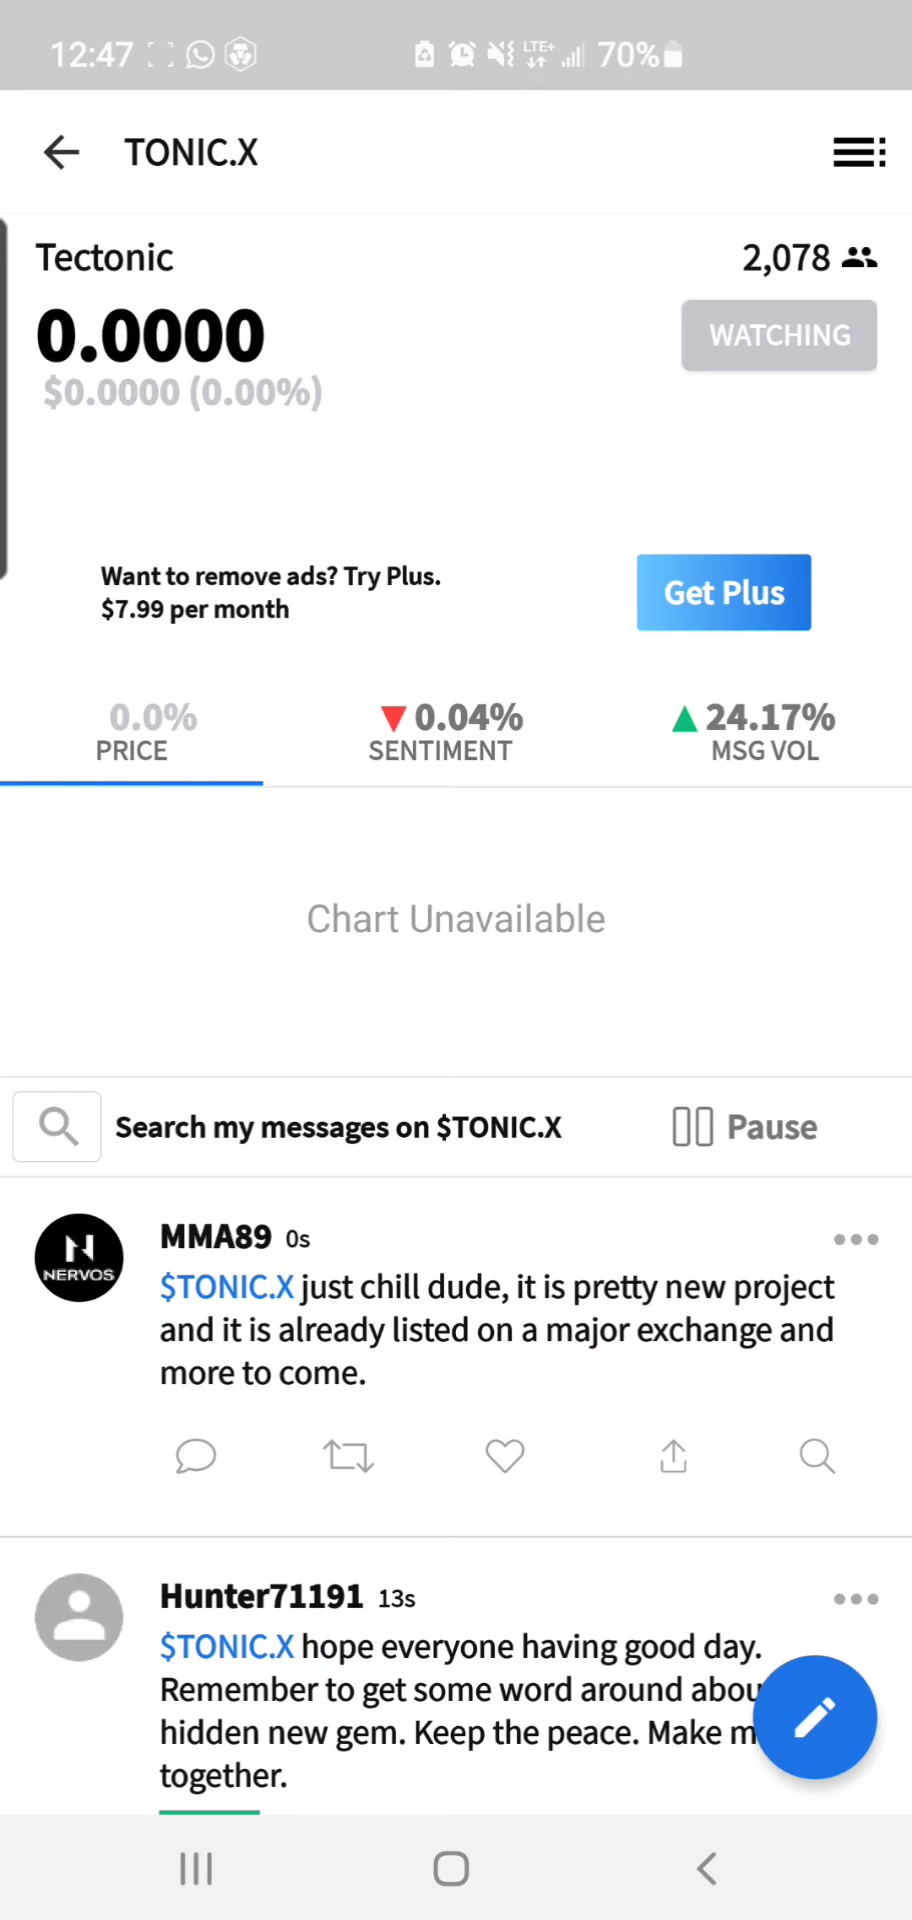 12:47 LTE+ 70%
TONIC.X
Tectonic 2,078
0.0000 WATCHING
$0.0000 (0.00%)
Want to remove ads? Try Plus.
$7.99 per month
Get Plus
0.0% 0.04% 24.17%
PRICE SENTIMENT MSG VOL
Chart Unavailable
Search my messages on $TONIC.X Pause
NERVOS
MMA89 0s
$TONIC.X just chill dude, it is pretty new project
and it is already listed on a major exchange and
more to come.
Hunter71191 13s
$TONIC.X hope everyone having good day.
Remember to get some word around abou
hidden new gem. Keep the peace. Make m
together.